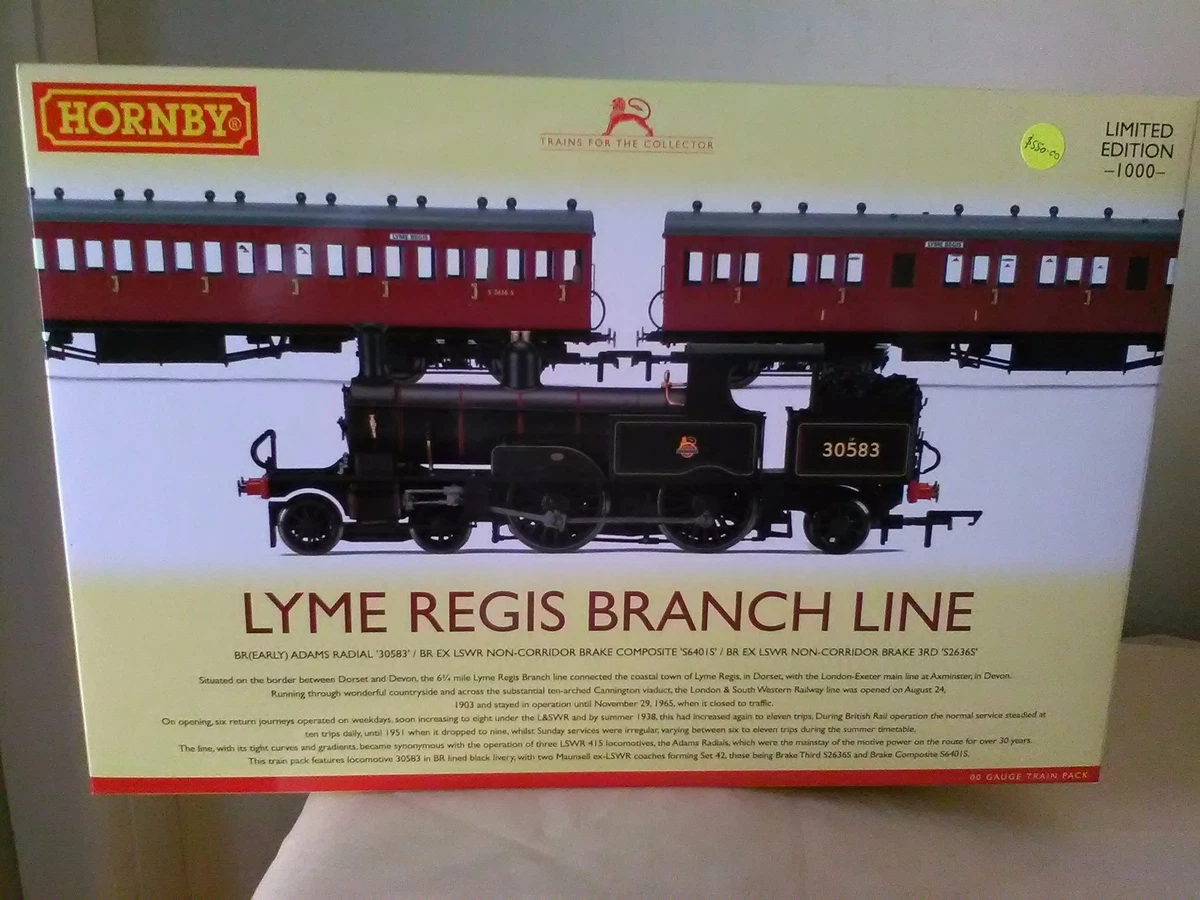 HORNBY®
TRAINS FOR THE COLLECTOR
$550.00
LIMITED
EDITION
-1000-
LYME REGIS
LYME REGIS
S 2636 S
30583
LYME REGIS BRANCH LINE
BR(EARLY) ADAMS RADIAL '30583' / BR EX LSWR NON-CORRIDOR BRAKE COMPOSITE 'S6401S' / BR EX LSWR NON-CORRIDOR BRAKE 3RD 'S2636S'
Situated on the border between Dorset and Devon, the 6¾ mile Lyme Regis Branch line connected the coastal town of Lyme Regis, in Dorset, with the London-Exeter main line at Axminster, in Devon.
Running through wonderful countryside and across the substantial ten-arched Cannington viaduct, the London & South Western Railway line was opened on August 24,
1903 and stayed in operation until November 29, 1965, when it closed to traffic.
On opening, six return journeys operated on weekdays, soon increasing to eight under the L&SWR and by summer 1938, this had increased again to eleven trips. During British Rail operation the normal service steadied at
ten trips daily, until 1951 when it dropped to nine, whilst Sunday services were irregular, varying between six to eleven trips during the summer timetable.
The line, with its tight curves and gradients, became synonymous with the operation of three LSWR 415 locomotives, the Adams Radials, which were the mainstay of the motive power on the route for over 30 years.
This train pack features locomotive 30583 in BR lined black livery, with two Maunsell ex-LSWR coaches forming Set 42, these being Brake Third S2636S and Brake Composite S6401S.
00 GAUGE TRAIN PACK